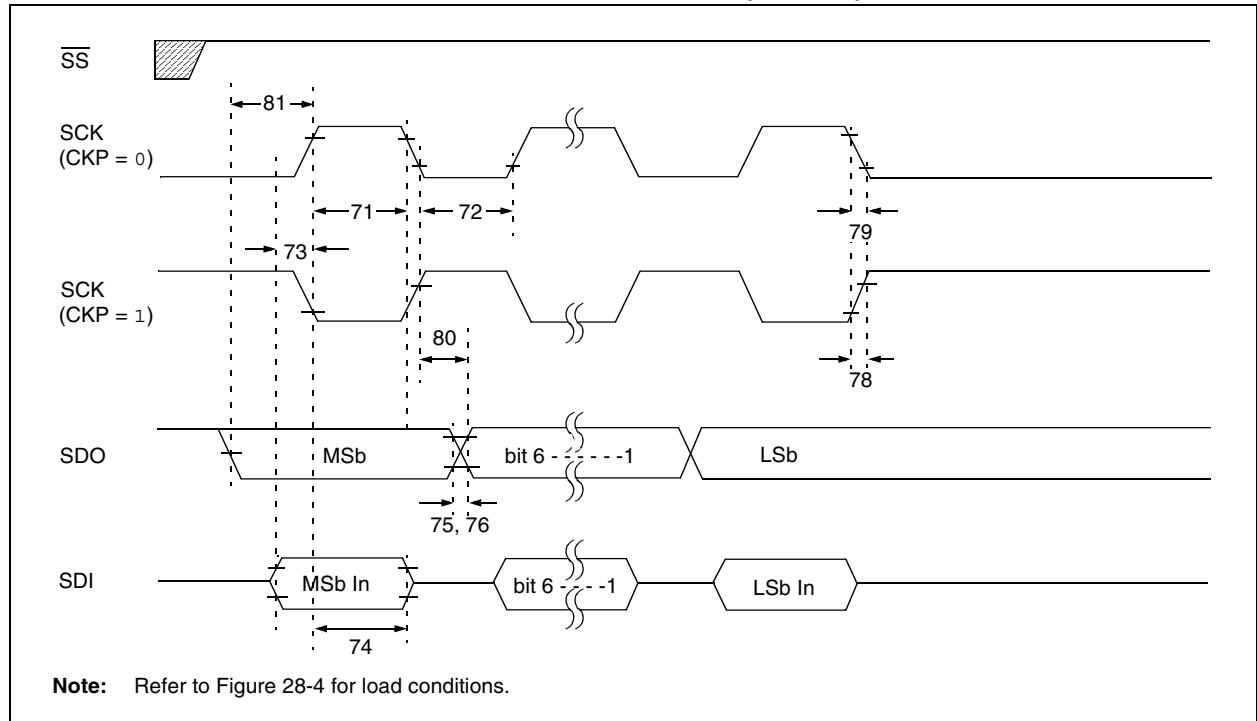 SS
81
SCK
(CKP = 0)
71
72
79
73
SCK
(CKP = 1)
80
78
SDO
MSb
bit 6 - - - - - - -1
LSb
75, 76
SDI
MSb In
bit 6 - - - - -1
LSb In
74
Note: Refer to Figure 28-4 for load conditions.